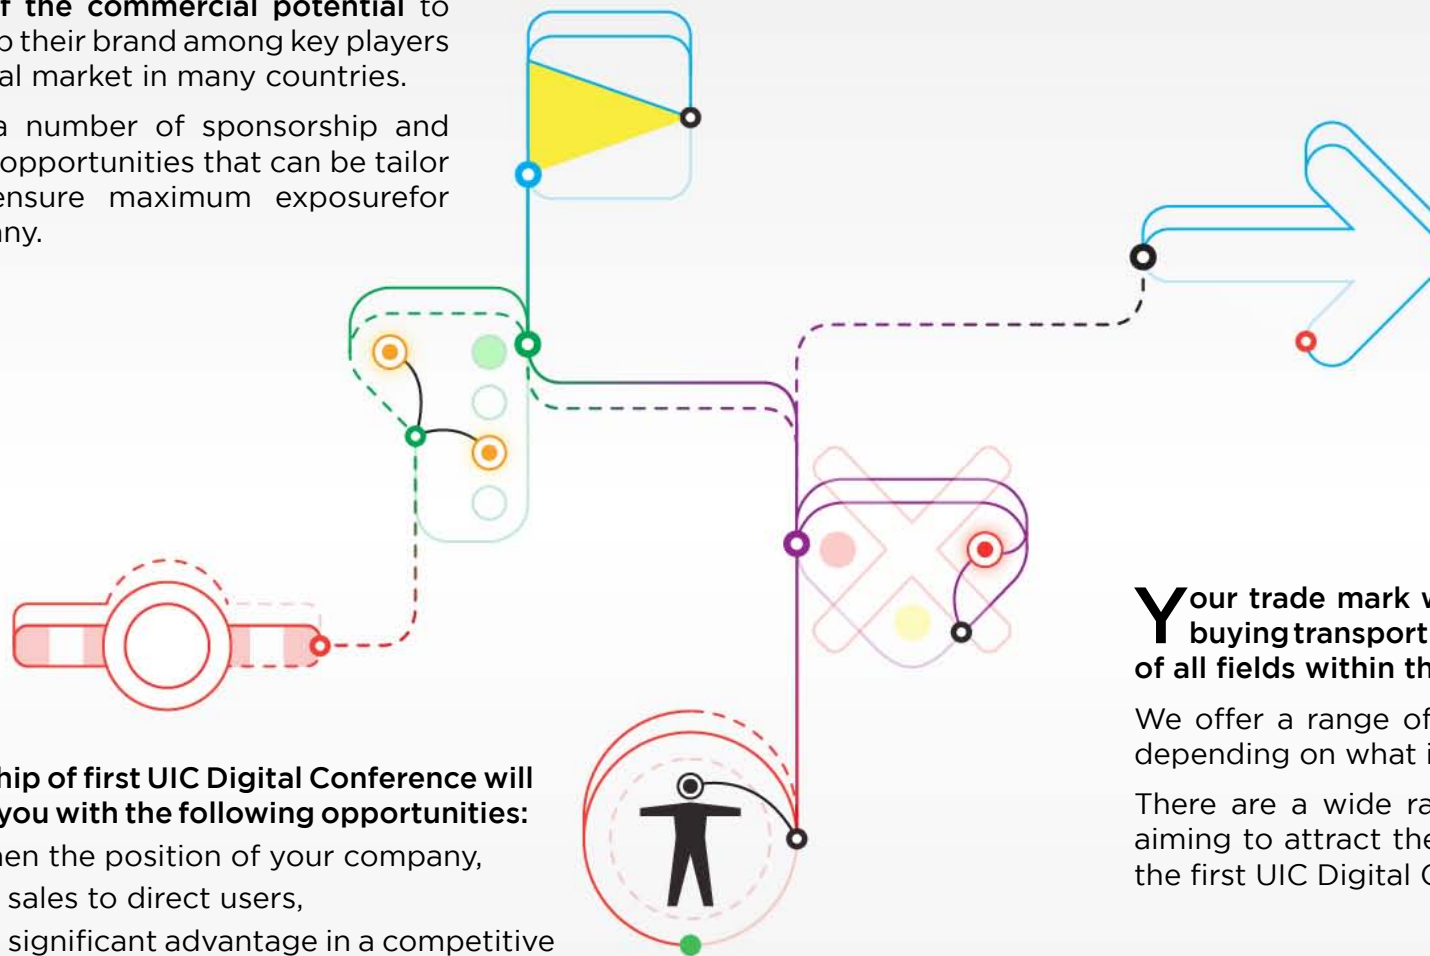 f the commercial potential to
p their brand among key players
al market in many countries.
a number of sponsorship and
opportunities that can be tailor
ensure maximum exposurefor
any.
hip of first UIC Digital Conference will
you with the following opportunities:
hen the position of your company,
sales to direct users,
significant advantage in a competitive
Your trade mark w
buying transport
of all fields within th
We offer a range of
depending on what i
There are a wide ra
aiming to attract the
the first UIC Digital C